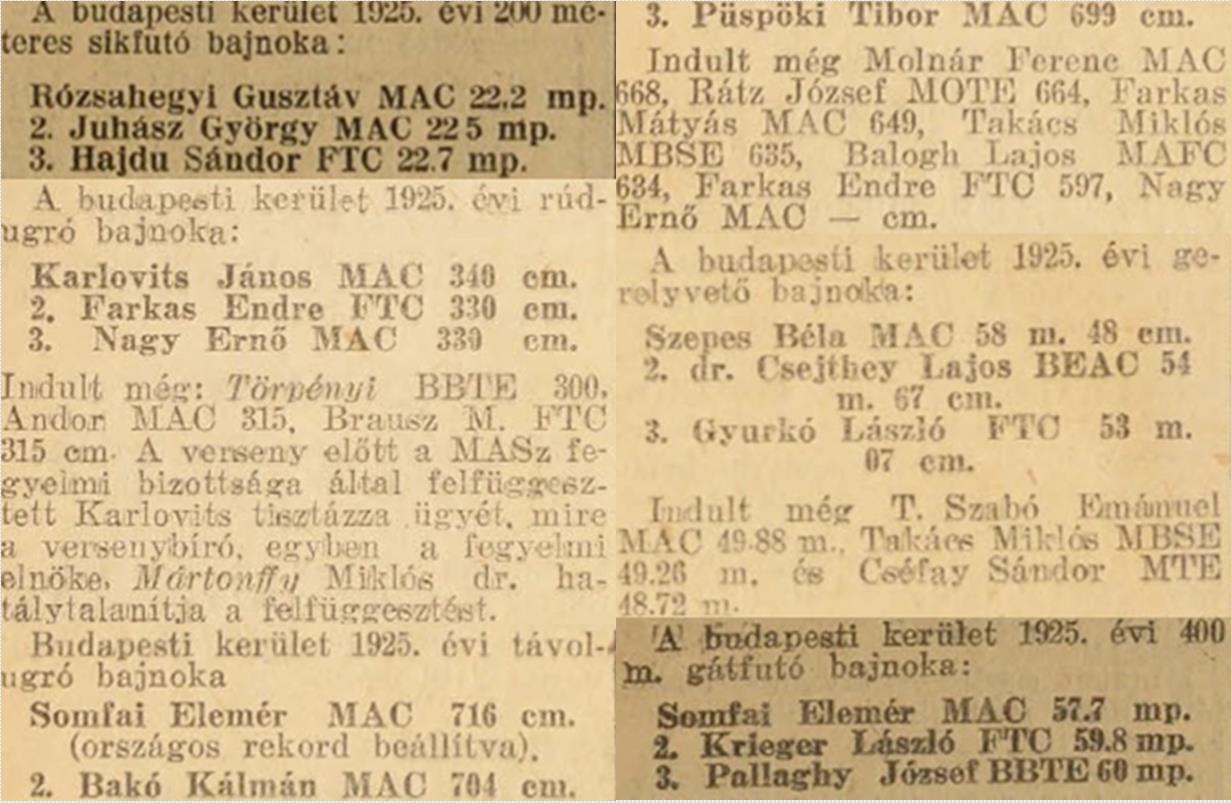 A budapesti kerület 1925. évi 200 mé-
teres sikfutó bajnoka:
Rózsahegyi Gusztáv MAC 22.2 mp.
2. Juhász György MAC 22 5 mp.
3. Hajdu Sándor FTC 22.7 mp.
A budapesti kerület 1925. évi rúd-
ugró bajnoka:
Karlovits János MAC 340 cm.
2. Farkas Endre FTC 330 cm.
3. Nagy Ernő MAC 330 cm.
Indult még: Törpényi BBTE 300,
Andor MAC 315, Brausz M. FTC
315 cm. A verseny előtt a MASz fe-
gyelmi bizottsága által felfüggesz-
tett Karlovits tisztázza ügyét, mire
a versenybíró, egyben a fegyelmi
elnöke, Mártonffy Miklós dr. ha-
tálytalanítja a felfüggesztést.
Budapesti kerület 1925. évi távol-
ugró bajnoka
Somfai Elemér MAC 716 cm.
(országos rekord beállítva).
2. Bakó Kálmán MAC 704 cm.
3. Püspöki Tibor MAC 699 cm.
Indult még Molnár Ferenc MAC
668, Rátz József MOTE 664, Farkas
Mátyás MAC 649, Takács Miklós
MBSE 635, Balogh Lajos MAFC
634, Farkas Endre FTC 597, Nagy
Ernő MAC — cm.
A budapesti kerület 1925. évi ge-
relyvető bajnoka:
Szepes Béla MAC 58 m. 48 cm.
2. dr. Csejthey Lajos BEAC 54
m. 67 cm.
3. Gyurkó László FTC 53 m.
07 cm.
Indult még T. Szabó Emánuel
MAC 49.88 m., Takács Miklós MBSE
49.26 m. és Cséfay Sándor MTE
48.72 m.
A budapesti kerület 1925. évi 400
m. gátfutó bajnoka:
Somfai Elemér MAC 57.7 mp.
2. Krieger László FTC 59.8 mp.
3. Pallaghy József BBTE 60 mp.